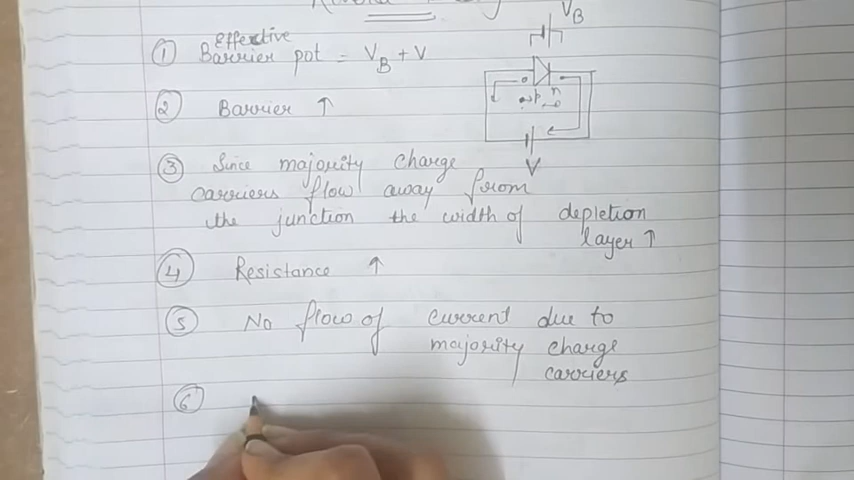 V_B
① Effective Barrier pot = V_B + V
② Barrier ↑
p n
V
③ Since majority charge
carriers flow away from
the junction the width of depletion
layer ↑
④ Resistance ↑
⑤ No flow of current due to
majority charge
carriers
⑥